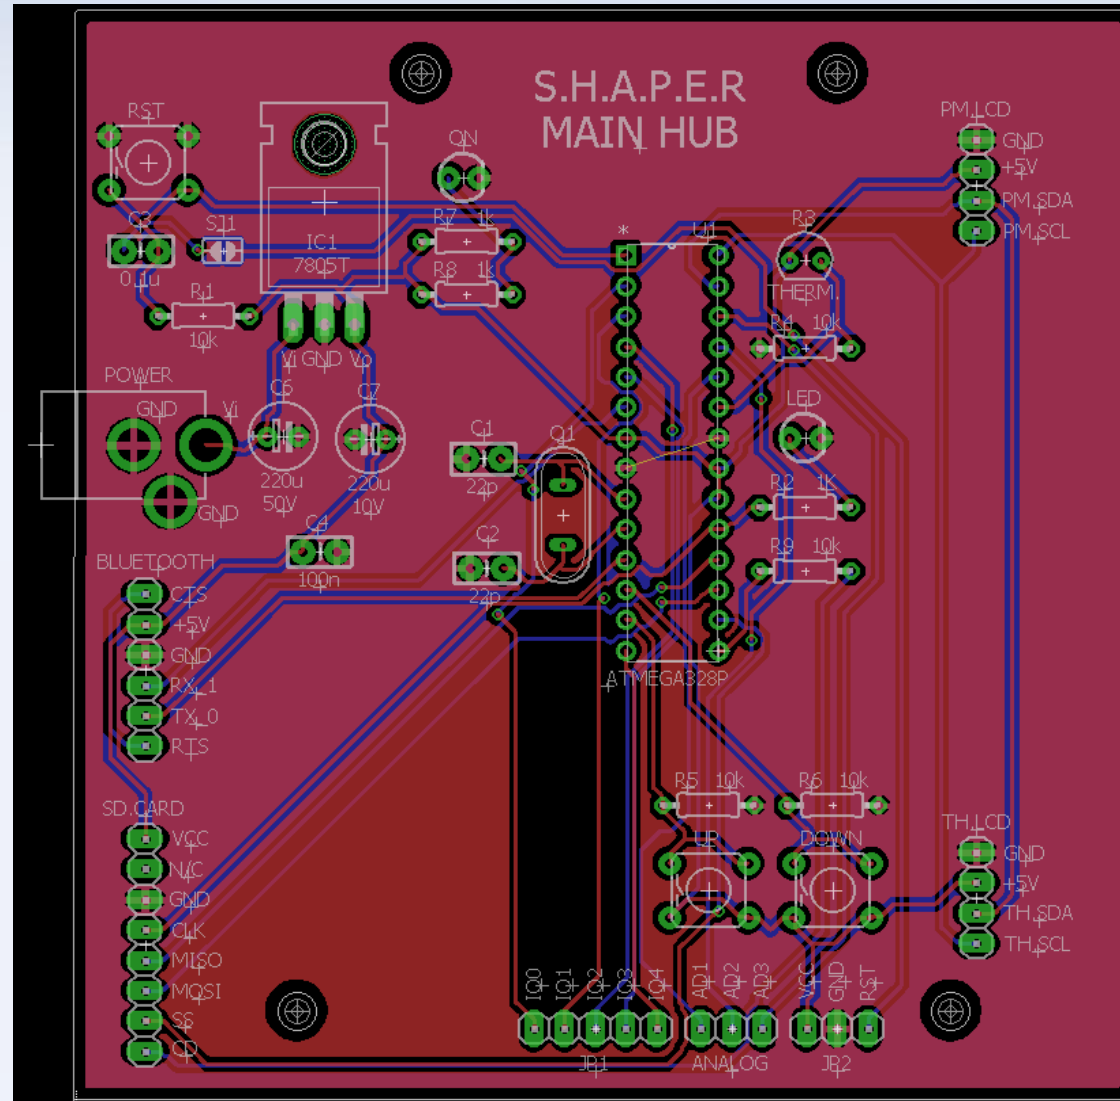 S.H.A.P.E.R
MAIN HUB
RST
ON
PM.LCD
GND
+5V
PM.SDA
PM.SCL
C3
SJ1
0.1u
IC1
7805T
R7 1k
R8 1k
*
U1
R3
THERM.
R1
10k
Vi GND Vo
R4 10k
POWER
GND
Vi
GND
C6
220u
50V
C7
220u
10V
C1
22p
Q1
LED
R2 1K
R9 10k
C4
100n
C2
22p
BLUETOOTH
CTS
+5V
GND
RX_1
TX_0
RTS
ATMEGA328P
SD.CARD
VCC
N/C
GND
CLK
MISO
MOSI
SS
CD
R5 10k
R6 10k
UP
DOWN
TH.LCD
GND
+5V
TH.SDA
TH.SCL
IO0
IO1
IO2
IO3
IO4
AD1
AD2
AD3
VCC
GND
RST
JP1
ANALOG
JP2